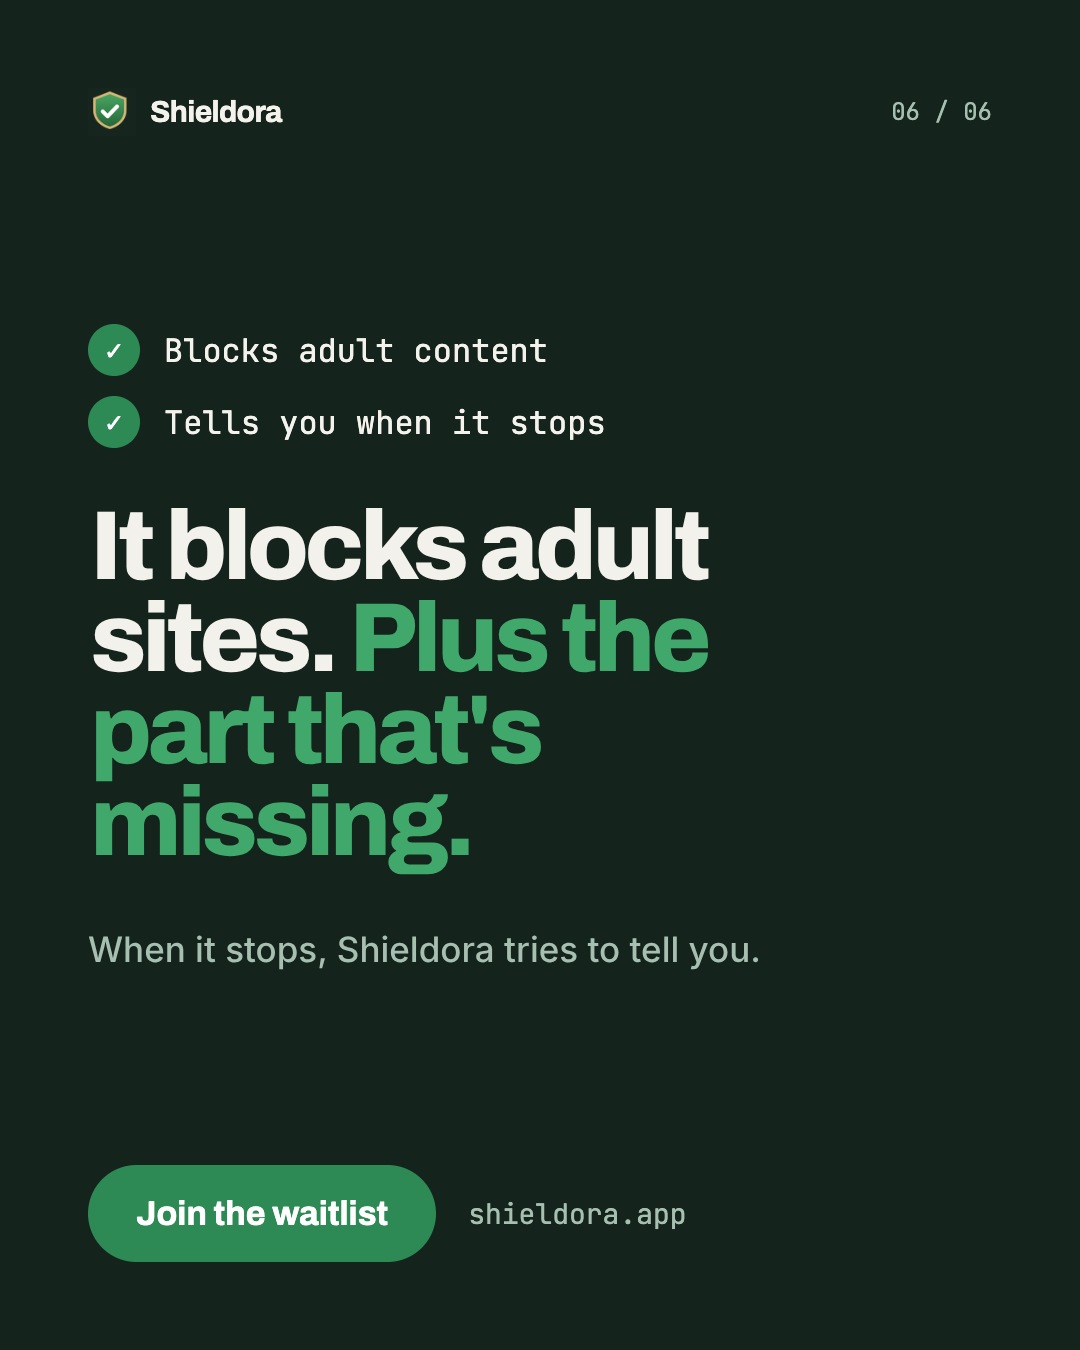 Shieldora
06 / 06
✓ Blocks adult content
✓ Tells you when it stops
It blocks adult
sites. Plus the
part that's
missing.
When it stops, Shieldora tries to tell you.
Join the waitlist
shieldora.app